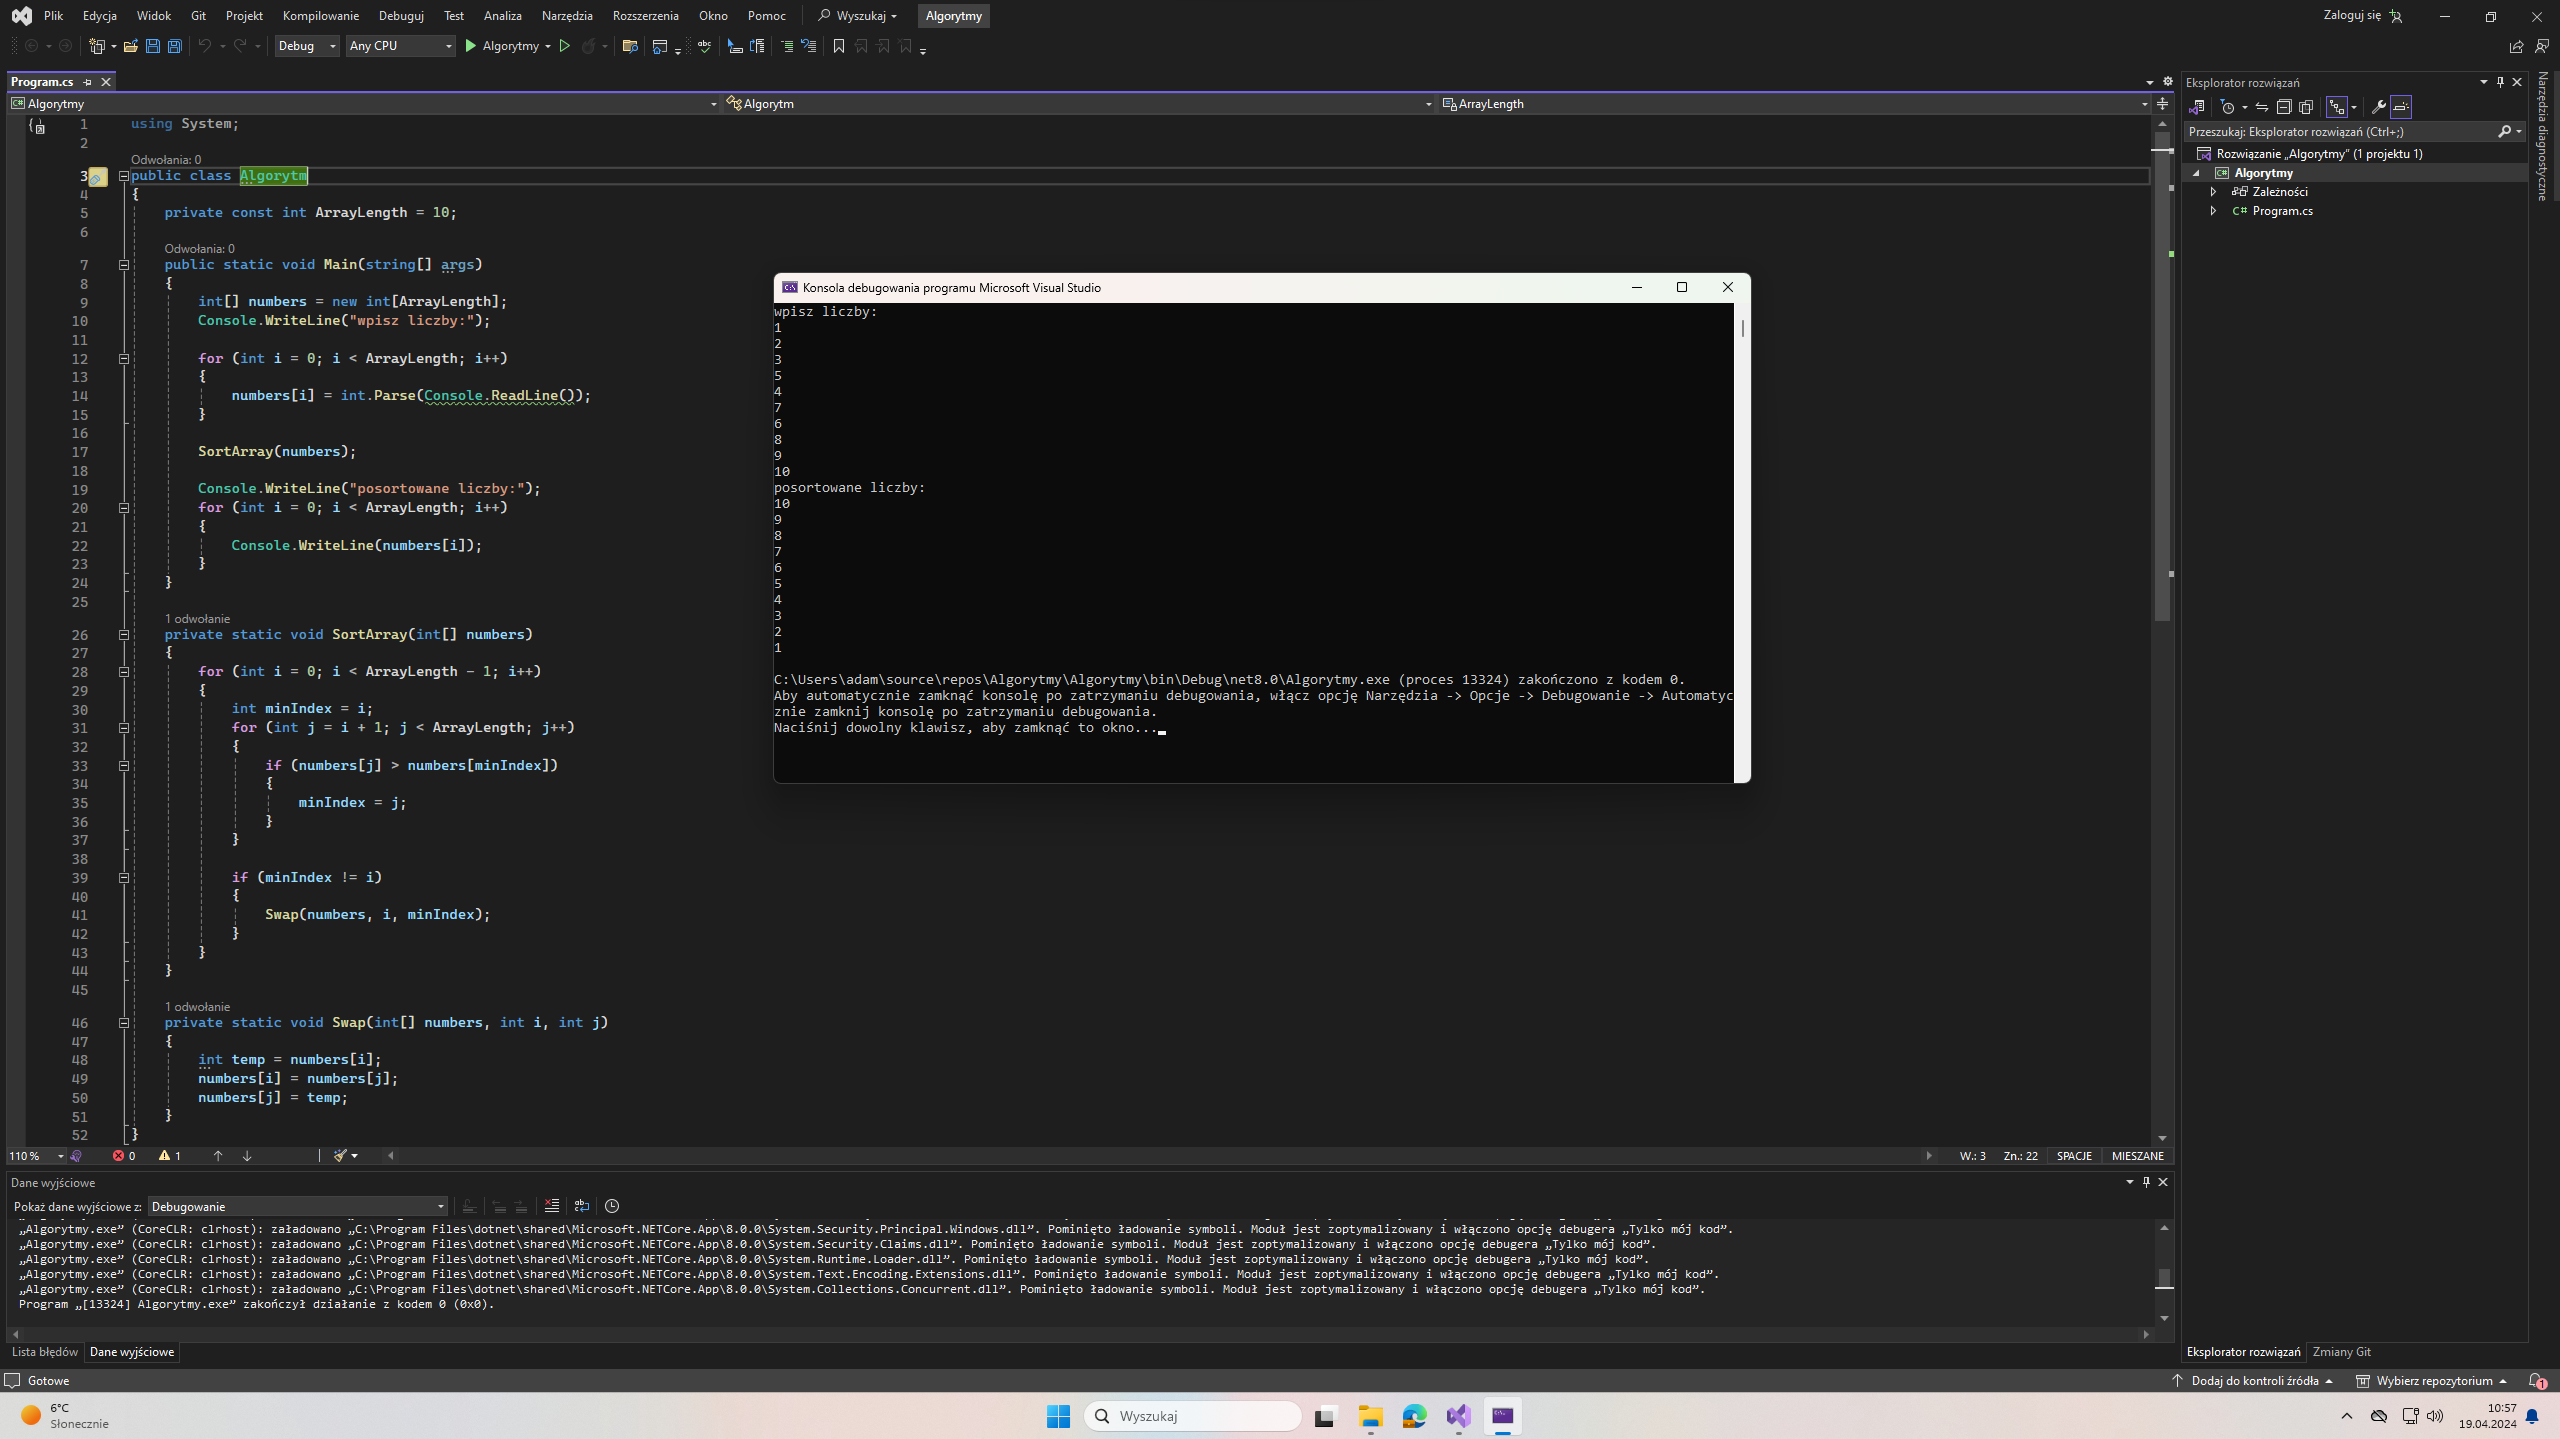 Plik Edycja Widok Git Projekt Kompilowanie Debuguj Test Analiza Narzędzia Rozszerzenia Okno Pomoc Wyszukaj Algorytmy Zaloguj się
Debug Any CPU Algorytmy
Program.cs
Algorytmy Algorytm ArrayLength
1 using System;
2
Odwołania: 0
3 public class Algorytm
4 {
5 private const int ArrayLength = 10;
6
Odwołania: 0
7 public static void Main(string[] args)
8 {
9 int[] numbers = new int[ArrayLength];
10 Console.WriteLine("wpisz liczby:");
11
12 for (int i = 0; i < ArrayLength; i++)
13 {
14 numbers[i] = int.Parse(Console.ReadLine());
15 }
16
17 SortArray(numbers);
18
19 Console.WriteLine("posortowane liczby:");
20 for (int i = 0; i < ArrayLength; i++)
21 {
22 Console.WriteLine(numbers[i]);
23 }
24 }
25
1 odwołanie
26 private static void SortArray(int[] numbers)
27 {
28 for (int i = 0; i < ArrayLength - 1; i++)
29 {
30 int minIndex = i;
31 for (int j = i + 1; j < ArrayLength; j++)
32 {
33 if (numbers[j] > numbers[minIndex])
34 {
35 minIndex = j;
36 }
37 }
38
39 if (minIndex != i)
40 {
41 Swap(numbers, i, minIndex);
42 }
43 }
44 }
45
1 odwołanie
46 private static void Swap(int[] numbers, int i, int j)
47 {
48 int temp = numbers[i];
49 numbers[i] = numbers[j];
50 numbers[j] = temp;
51 }
52 }
110 % 0 1 W.: 3 Zn.: 22 SPACJE MIESZANE
Konsola debugowania programu Microsoft Visual Studio
wpisz liczby:
1
2
3
5
4
7
6
8
9
10
posortowane liczby:
10
9
8
7
6
5
4
3
2
1
C:\Users\adam\source\repos\Algorytmy\Algorytmy\bin\Debug\net8.0\Algorytmy.exe (proces 13324) zakończono z kodem 0.
Aby automatycznie zamknąć konsolę po zatrzymaniu debugowania, włącz opcję Narzędzia -> Opcje -> Debugowanie -> Automatyc
znie zamknij konsolę po zatrzymaniu debugowania.
Naciśnij dowolny klawisz, aby zamknąć to okno...
Eksplorator rozwiązań
Przeszukaj: Eksplorator rozwiązań (Ctrl+;)
Rozwiązanie „Algorytmy” (1 projektu 1)
Algorytmy
Zależności
C# Program.cs
Narzędzia diagnostyczne
Dane wyjściowe
Pokaż dane wyjściowe z: Debugowanie
„Algorytmy.exe” (CoreCLR: clrhost): załadowano „C:\Program Files\dotnet\shared\Microsoft.NETCore.App\8.0.0\System.Security.Principal.Windows.dll”. Pominięto ładowanie symboli. Moduł jest zoptymalizowany i włączono opcję debugera „Tylko mój kod”.
„Algorytmy.exe” (CoreCLR: clrhost): załadowano „C:\Program Files\dotnet\shared\Microsoft.NETCore.App\8.0.0\System.Security.Claims.dll”. Pominięto ładowanie symboli. Moduł jest zoptymalizowany i włączono opcję debugera „Tylko mój kod”.
„Algorytmy.exe” (CoreCLR: clrhost): załadowano „C:\Program Files\dotnet\shared\Microsoft.NETCore.App\8.0.0\System.Runtime.Loader.dll”. Pominięto ładowanie symboli. Moduł jest zoptymalizowany i włączono opcję debugera „Tylko mój kod”.
„Algorytmy.exe” (CoreCLR: clrhost): załadowano „C:\Program Files\dotnet\shared\Microsoft.NETCore.App\8.0.0\System.Text.Encoding.Extensions.dll”. Pominięto ładowanie symboli. Moduł jest zoptymalizowany i włączono opcję debugera „Tylko mój kod”.
„Algorytmy.exe” (CoreCLR: clrhost): załadowano „C:\Program Files\dotnet\shared\Microsoft.NETCore.App\8.0.0\System.Collections.Concurrent.dll”. Pominięto ładowanie symboli. Moduł jest zoptymalizowany i włączono opcję debugera „Tylko mój kod”.
Program „[13324] Algorytmy.exe” zakończył działanie z kodem 0 (0x0).
Lista błędów Dane wyjściowe
Eksplorator rozwiązań Zmiany Git
Gotowe Dodaj do kontroli źródła Wybierz repozytorium 1
6°C
Słonecznie
Wyszukaj
10:57
19.04.2024